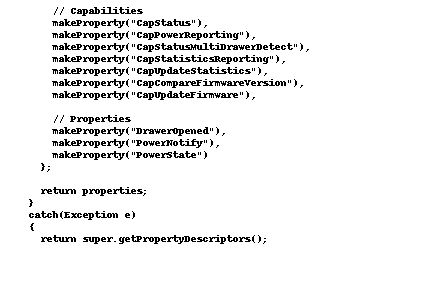 // Capabilities
makeProperty("CapStatus"),
makeProperty("CapPowerReporting"),
makeProperty("CapStatusMultiDrawerDetect"),
makeProperty("CapStatisticsReporting"),
makeProperty("CapUpdateStatistics"),
makeProperty("CapCompareFirmwareVersion"),
makeProperty("CapUpdateFirmware"),

// Properties
makeProperty("DrawerOpened"),
makeProperty("PowerNotify"),
makeProperty("PowerState")
};

return properties;
}
catch(Exception e)
{
return super.getPropertyDescriptors();